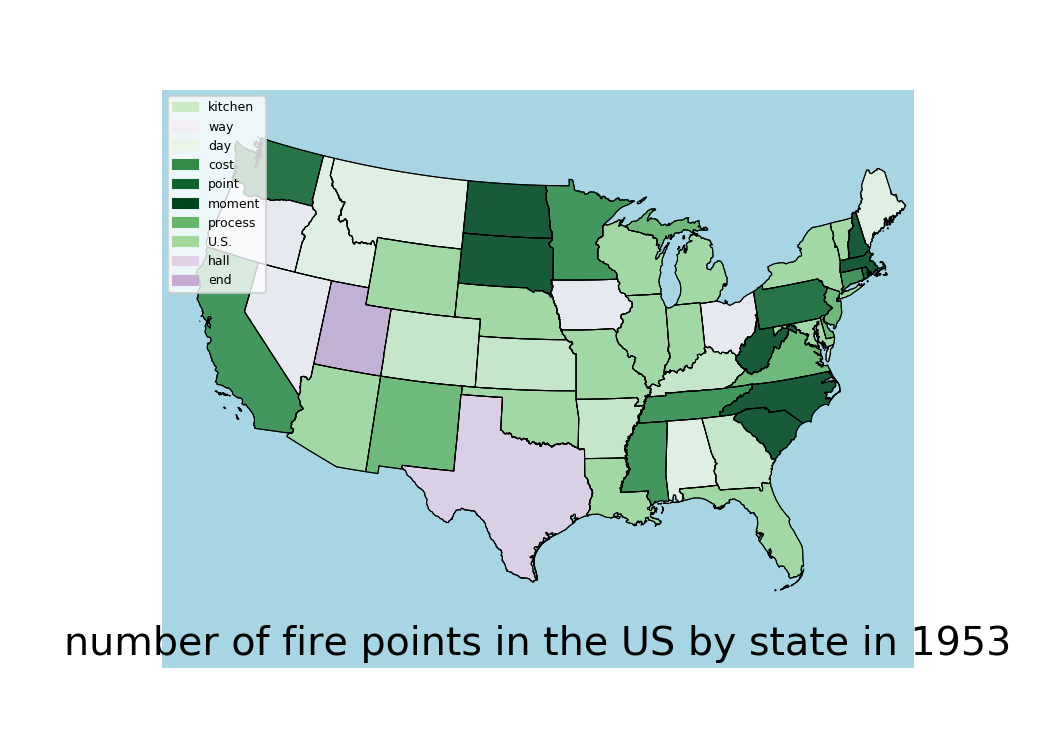 kitchen
way
day
cost
point
moment
process
U.S.
hall
end
number of fire points in the US by state in 1953